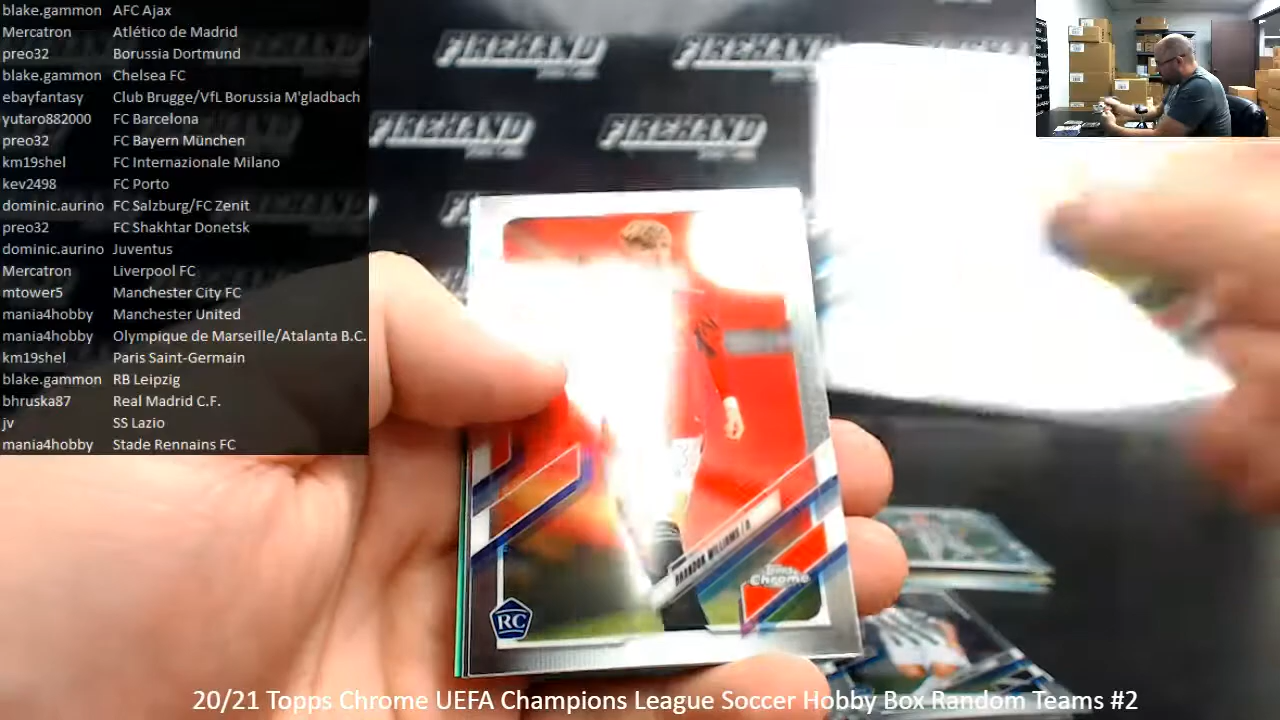 blake.gammon AFC Ajax
Mercatron Atlético de Madrid
preo32 Borussia Dortmund
blake.gammon Chelsea FC
ebayfantasy Club Brugge/VfL Borussia M'gladbach
yutaro882000 FC Barcelona
preo32 FC Bayern München
km19shel FC Internazionale Milano
kev2498 FC Porto
dominic.aurino FC Salzburg/FC Zenit
preo32 FC Shakhtar Donetsk
dominic.aurino Juventus
Mercatron Liverpool FC
mtower5 Manchester City FC
mania4hobby Manchester United
mania4hobby Olympique de Marseille/Atalanta B.C.
km19shel Paris Saint-Germain
blake.gammon RB Leipzig
bhruska87 Real Madrid C.F.
jv SS Lazio
mania4hobby Stade Rennains FC
FIREHAND FIREHAND
FIREHAND FIREHAND
BRANDON WILLIAMS / D
Topps Chrome
RC
20/21 Topps Chrome UEFA Champions League Soccer Hobby Box Random Teams #2